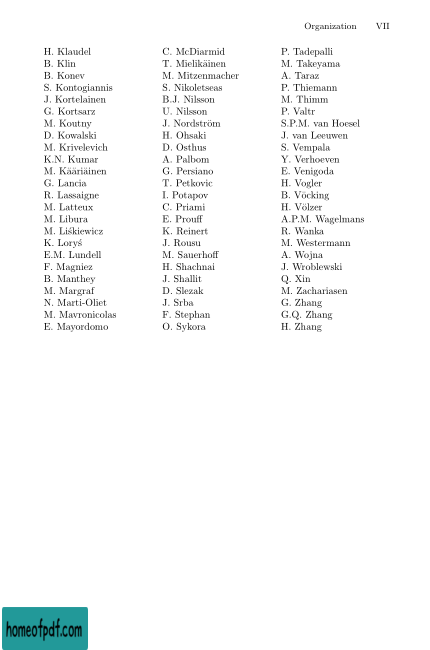 Organization VII
H. Klaudel
B. Klin
B. Konev
S. Kontogiannis
J. Kortelainen
G. Kortsarz
M. Koutny
D. Kowalski
M. Krivelevich
K.N. Kumar
M. Kääriäinen
G. Lancia
R. Lassaigne
M. Latteux
M. Libura
M. Liśkiewicz
K. Loryś
E.M. Lundell
F. Magniez
B. Manthey
M. Margraf
N. Marti-Oliet
M. Mavronicolas
E. Mayordomo
C. McDiarmid
T. Mielikäinen
M. Mitzenmacher
S. Nikoletseas
B.J. Nilsson
U. Nilsson
J. Nordström
H. Ohsaki
D. Osthus
A. Palbom
G. Persiano
T. Petkovic
I. Potapov
C. Priami
E. Prouff
K. Reinert
J. Rousu
M. Sauerhoff
H. Shachnai
J. Shallit
D. Slezak
J. Srba
F. Stephan
O. Sykora
P. Tadepalli
M. Takeyama
A. Taraz
P. Thiemann
M. Thimm
P. Valtr
S.P.M. van Hoesel
J. van Leeuwen
S. Vempala
Y. Verhoeven
E. Venigoda
H. Vogler
B. Vöcking
H. Völzer
A.P.M. Wagelmans
R. Wanka
M. Westermann
A. Wojna
J. Wroblewski
Q. Xin
M. Zachariasen
G. Zhang
G.Q. Zhang
H. Zhang
homeofpdf.com